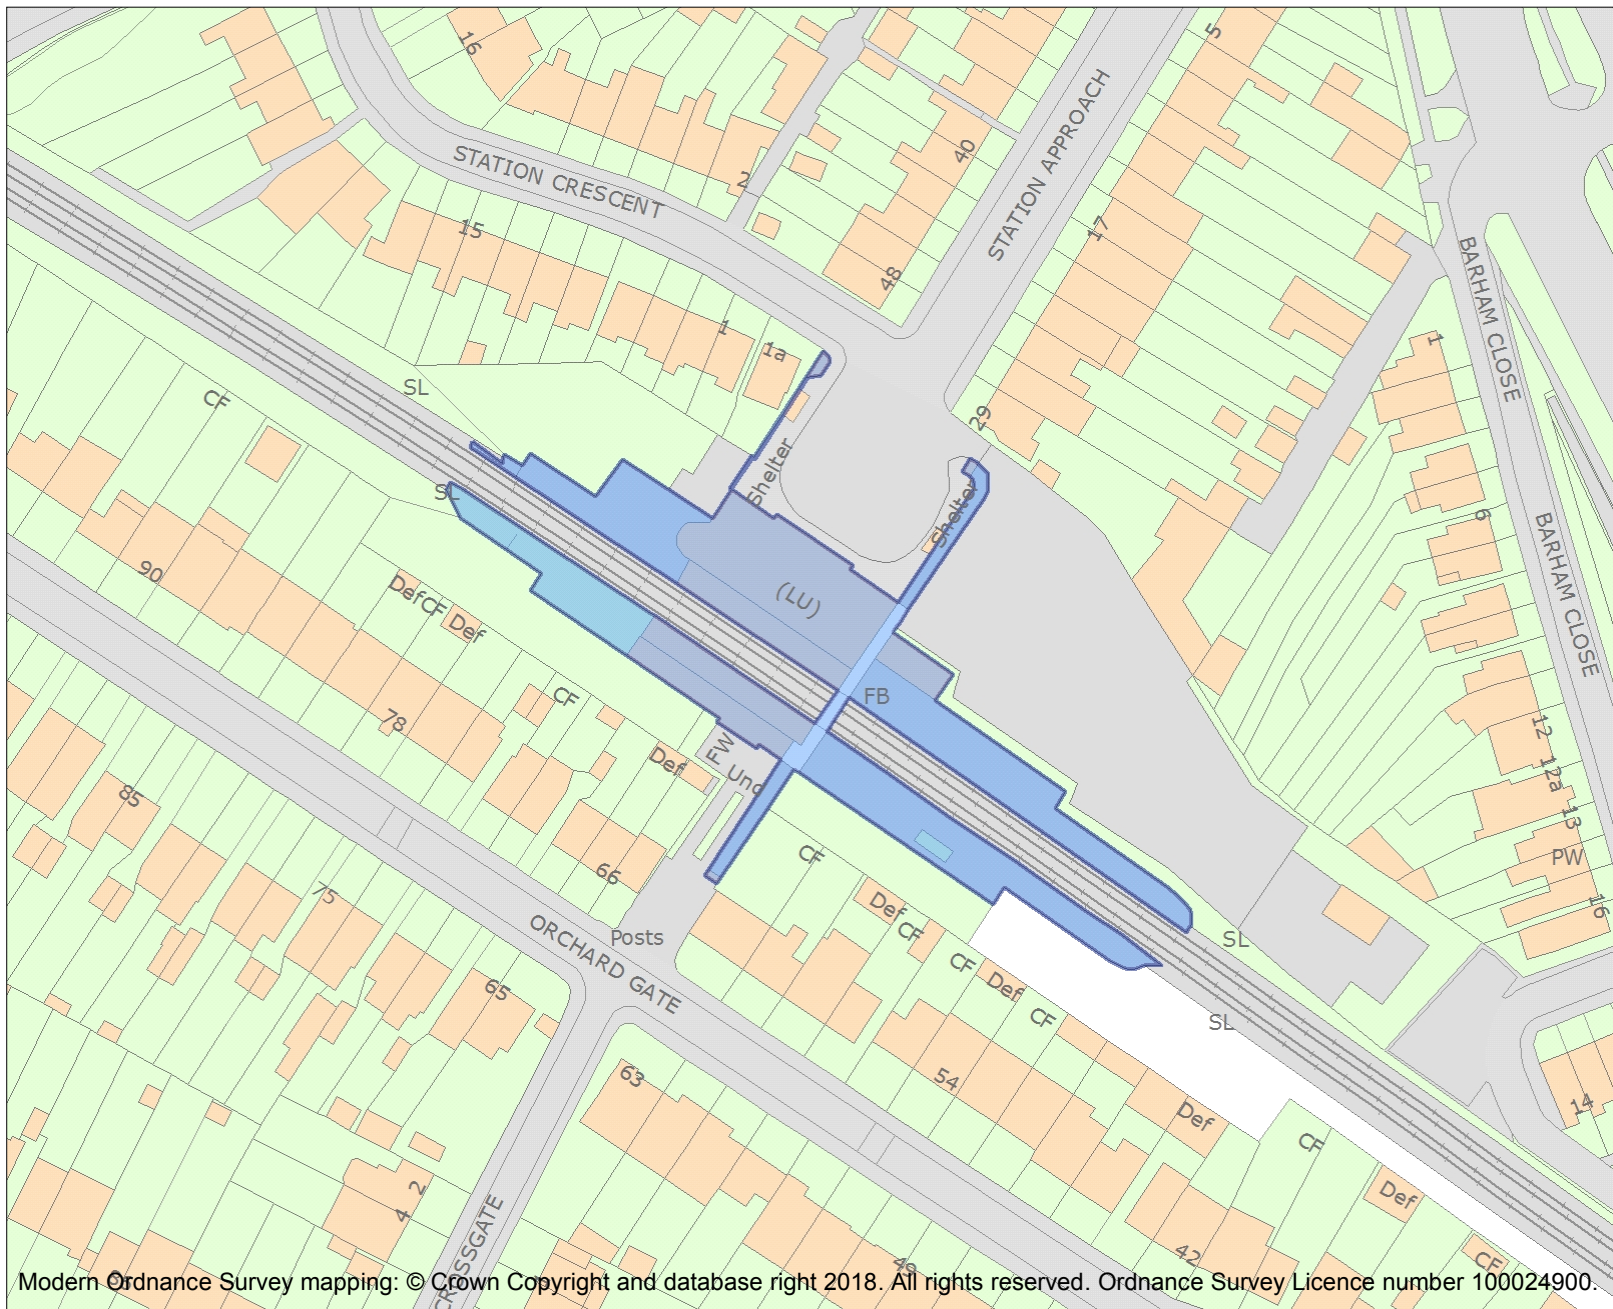 16
5
STATION APPROACH
40
STATION CRESCENT
2
15
17
48
BARHAM CLOSE
1
1a
1
SL
CF
29
Shelter
SL
Shelter
6
BARHAM CLOSE
90
Def
CF
Def
(LU)
CF
FB
78
FW
Def
Und
12
12a
13
PW
85
CF
66
75
Def
CF
16
Posts
ORCHARD GATE
SL
CF
Def
65
CF
SL
63
54
Def
14
CF
2
4
Def
CROSSGATE
42
CF
Modern Ordnance Survey mapping: © Crown Copyright and database right 2018. All rights reserved. Ordnance Survey Licence number 100024900.